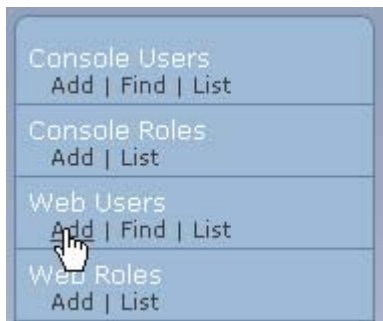 Console Users
Add | Find | List
Console Roles
Add | List
Web Users
Add | Find | List
Web Roles
Add | List